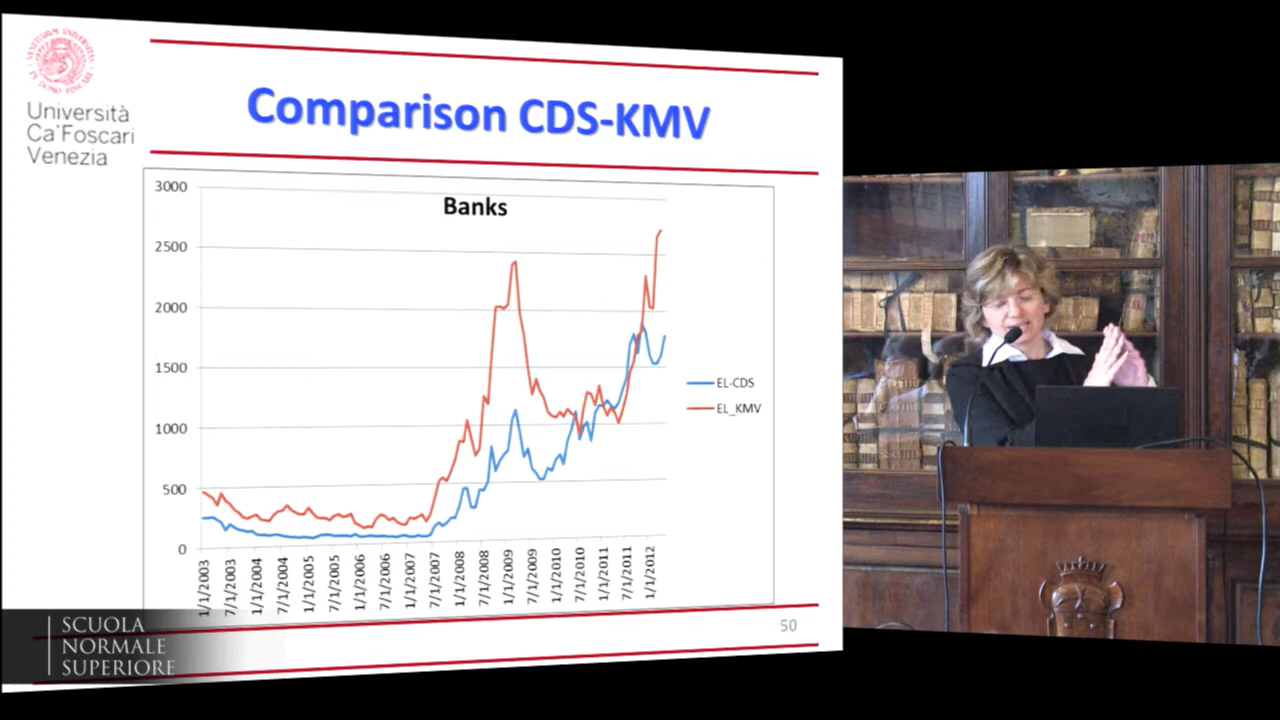 Università
Ca'Foscari
Venezia
Comparison CDS-KMV
Banks
3000
2500
2000
1500
1000
500
0
1/1/2003
7/1/2003
1/1/2004
7/1/2004
1/1/2005
7/1/2005
1/1/2006
7/1/2006
1/1/2007
7/1/2007
1/1/2008
7/1/2008
1/1/2009
7/1/2009
1/1/2010
7/1/2010
1/1/2011
7/1/2011
1/1/2012
EL-CDS
EL_KMV
50
SCUOLA
NORMALE
SUPERIORE